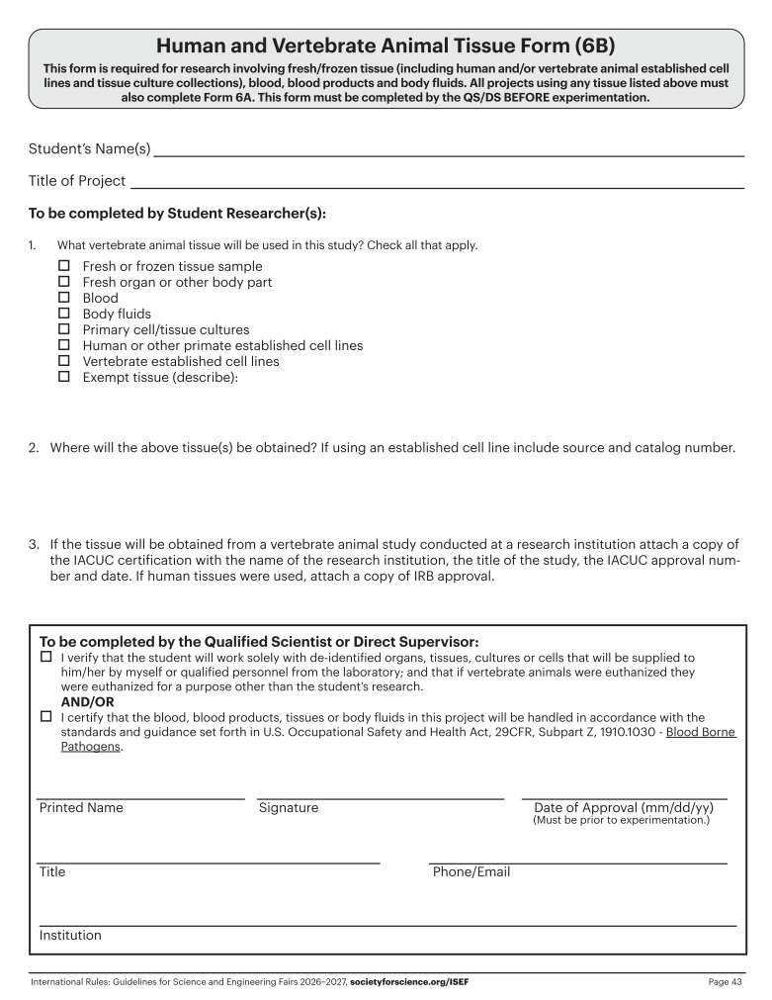 Human and Vertebrate Animal Tissue Form (6B)
This form is required for research involving fresh/frozen tissue (including human and/or vertebrate animal established cell
lines and tissue culture collections), blood, blood products and body fluids. All projects using any tissue listed above must
also complete Form 6A. This form must be completed by the QS/DS BEFORE experimentation.
Student’s Name(s)
Title of Project
To be completed by Student Researcher(s):
1. What vertebrate animal tissue will be used in this study? Check all that apply.
Fresh or frozen tissue sample
Fresh organ or other body part
Blood
Body fluids
Primary cell/tissue cultures
Human or other primate established cell lines
Vertebrate established cell lines
Exempt tissue (describe):
2. Where will the above tissue(s) be obtained? If using an established cell line include source and catalog number.
3. If the tissue will be obtained from a vertebrate animal study conducted at a research institution attach a copy of
the IACUC certification with the name of the research institution, the title of the study, the IACUC approval num-
ber and date. If human tissues were used, attach a copy of IRB approval.
To be completed by the Qualified Scientist or Direct Supervisor:
I verify that the student will work solely with de-identified organs, tissues, cultures or cells that will be supplied to
him/her by myself or qualified personnel from the laboratory; and that if vertebrate animals were euthanized they
were euthanized for a purpose other than the student’s research.
AND/OR
I certify that the blood, blood products, tissues or body fluids in this project will be handled in accordance with the
standards and guidance set forth in U.S. Occupational Safety and Health Act, 29CFR, Subpart Z, 1910.1030 - Blood Borne
Pathogens.
Printed Name Signature Date of Approval (mm/dd/yy)
(Must be prior to experimentation.)
Title Phone/Email
Institution
International Rules: Guidelines for Science and Engineering Fairs 2026–2027, societyforscience.org/ISEF Page 43